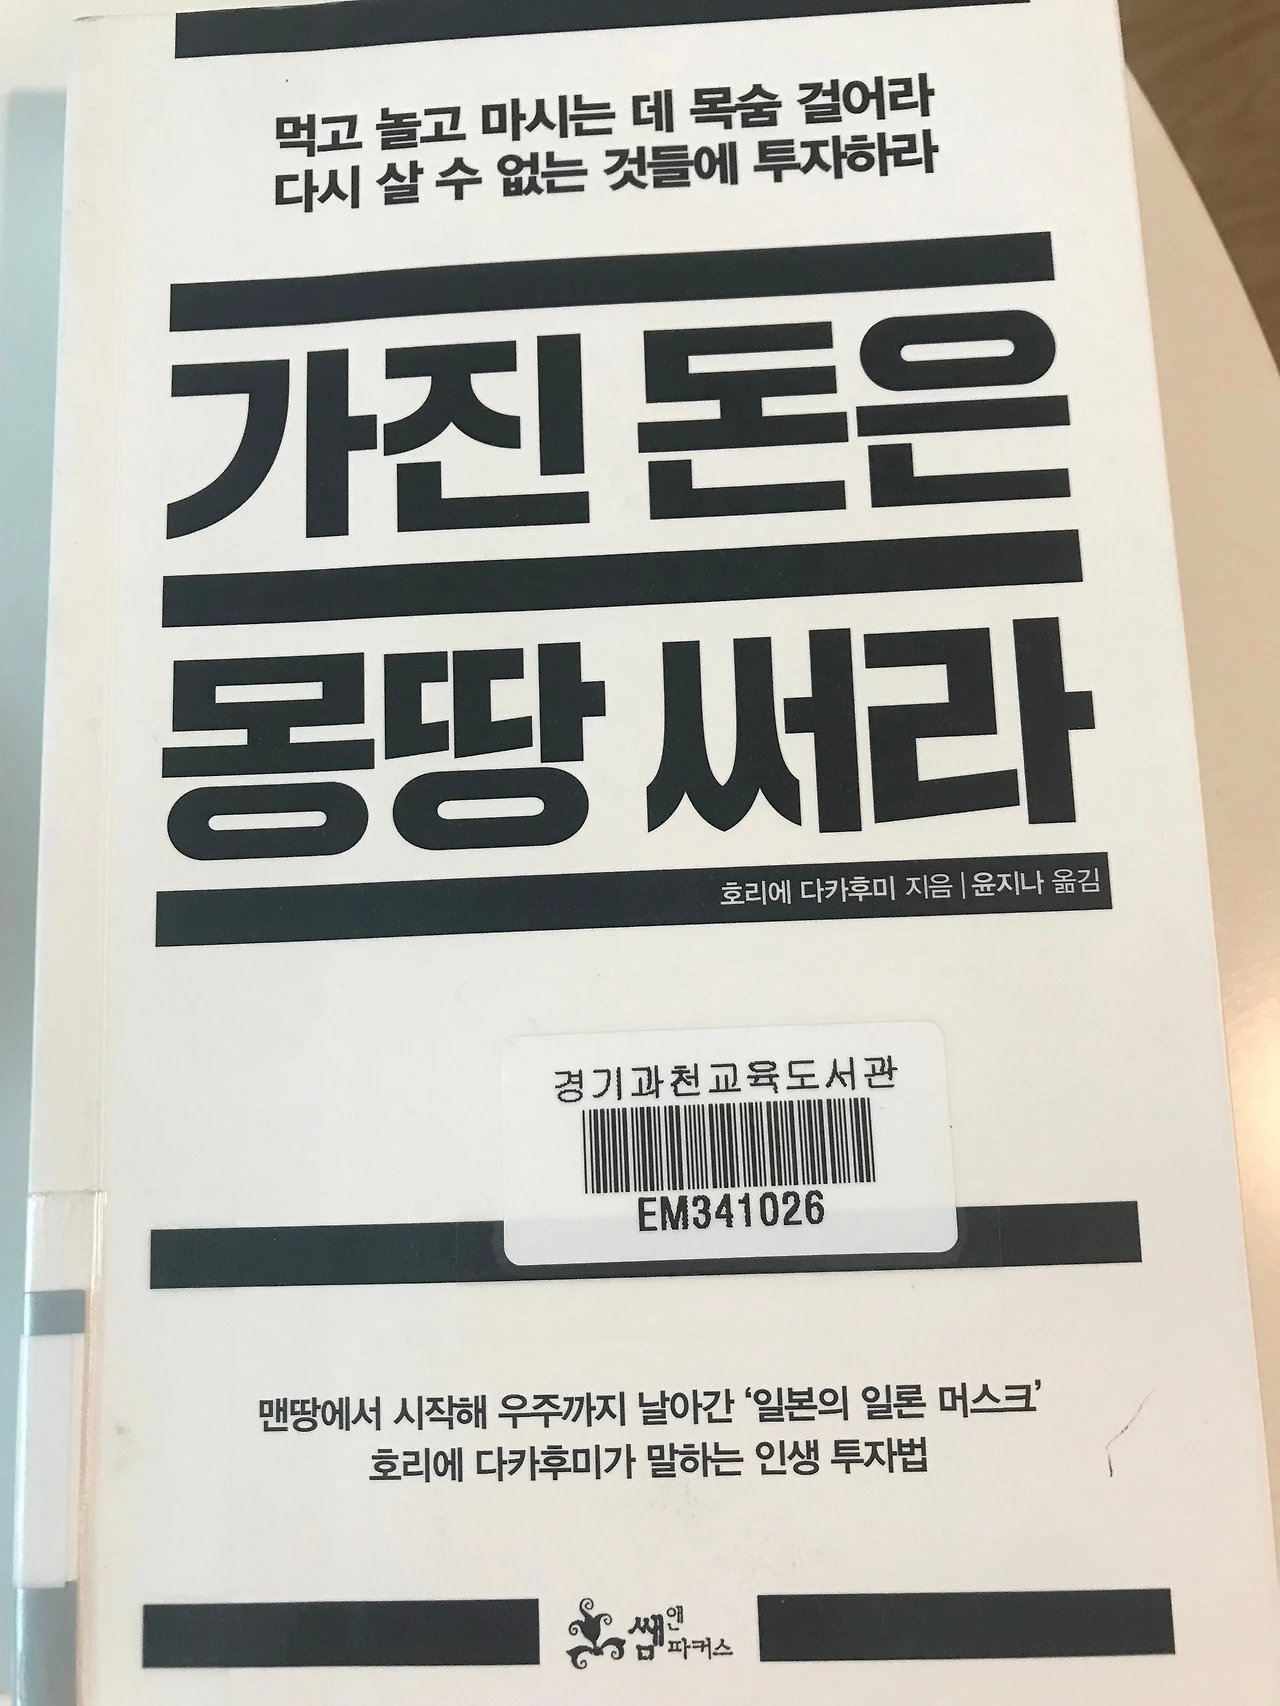 먹고 놀고 마시는 데 목숨 걸어라
다시 살 수 없는 것들에 투자하라
가진 돈은
몽땅 써라
호리에 다카후미 지음 | 윤지나 옮김
경기과천교육도서관
EM341026
맨땅에서 시작해 우주까지 날아간 ‘일본의 일론 머스크’
호리에 다카후미가 말하는 인생 투자법
쌤앤파커스